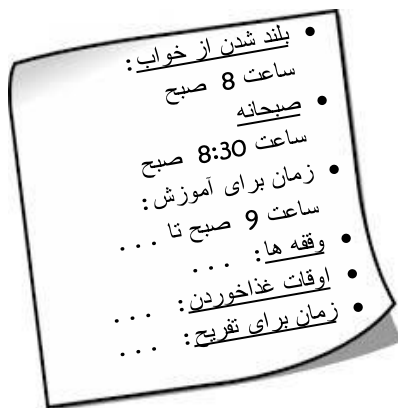 • بلند شدن از خواب:
ساعت 8 صبح
• صبحانه
ساعت 8:30 صبح
• زمان برای آموزش:
ساعت 9 صبح تا ...
• وقفه ها: ...
• اوقات غذاخوردن: ...
• زمان برای تفریح: ...